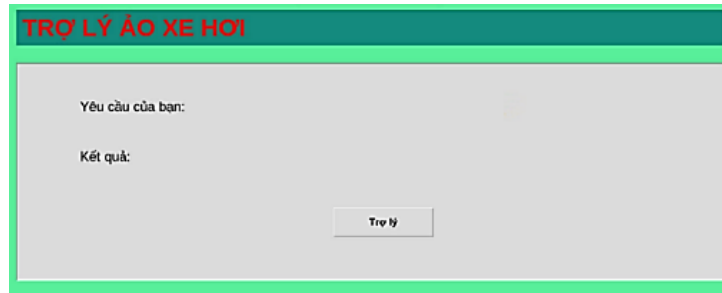 TRỢ LÝ ẢO XE HƠI
Yêu cầu của bạn:
Kết quả:
Trợ lý